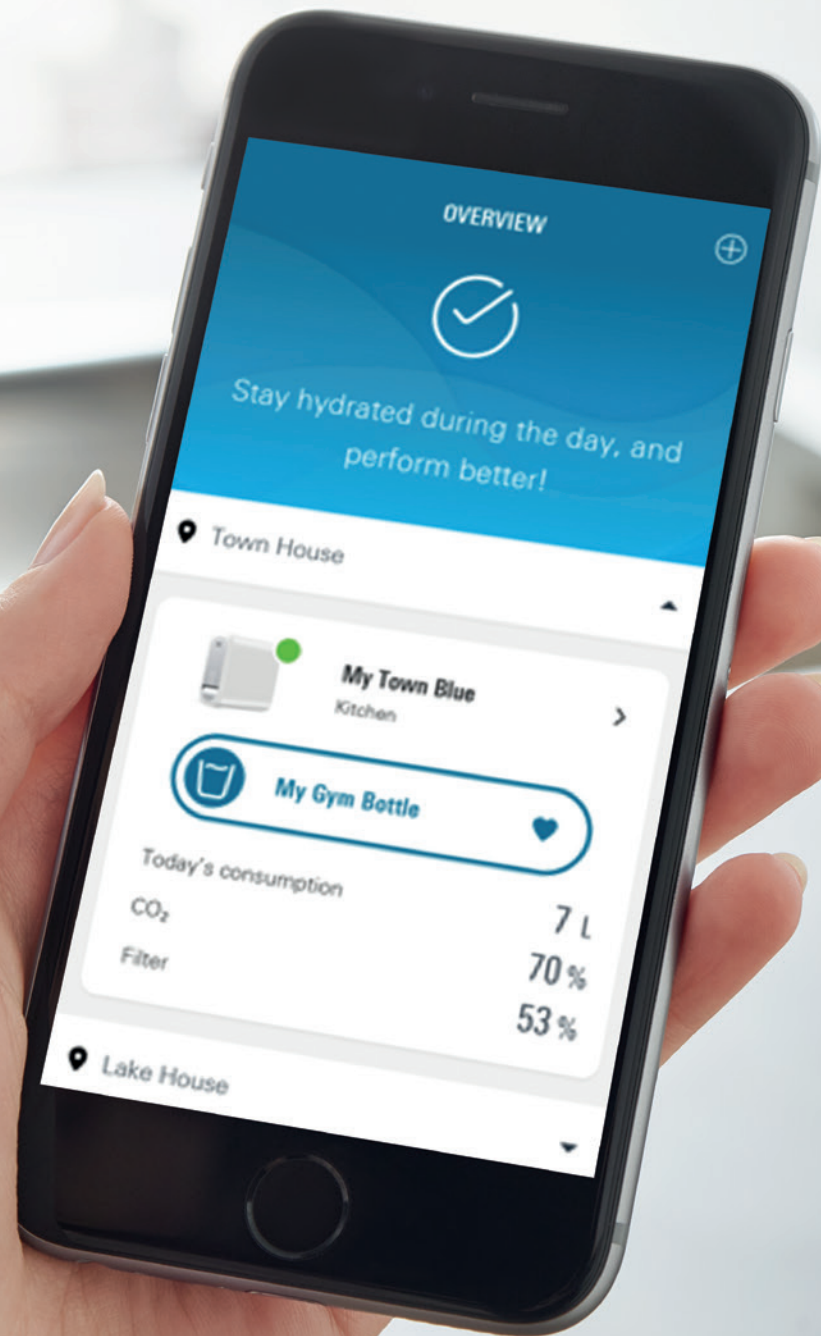 OVERVIEW
Stay hydrated during the day, and
perform better!
Town House
My Town Blue
Kitchen
My Gym Bottle
Today's consumption 7 L
CO₂ 70 %
Filter 53 %
Lake House